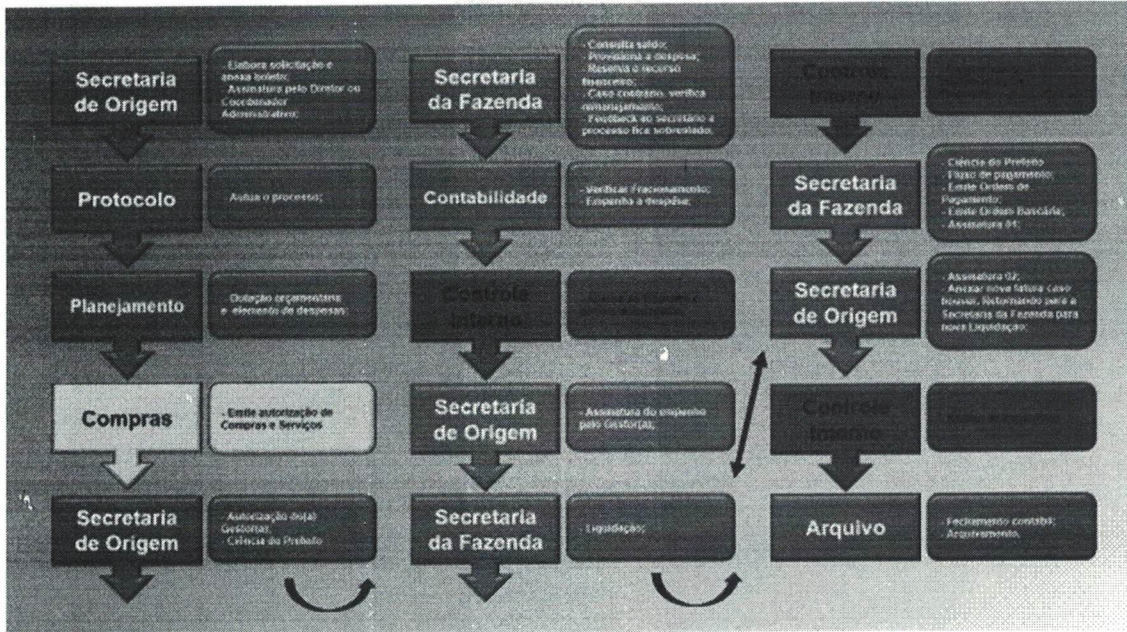 Secretaria
de Origem
- Elabora solicitação e
anexa boleto;
- Assinatura pelo Diretor ou
Coordenador
Administrativo;
Protocolo
- Autua o processo;
Planejamento
- Dotação orçamentária
e elemento de despesas;
Compras
- Emite autorização de
Compras e Serviços
Secretaria
de Origem
- Autorização do(a)
Gestor(a);
- Ciência do Prefeito
Secretaria
da Fazenda
- Consulta saldo;
- Provisiona a despesa;
- Reserva o recurso
financeiro;
- Caso contrário, verifica
remanejamento;
- Feedback ao secretário e
processo fica sobrestado;
Contabilidade
- Verificar Fracionamento;
- Empenha a despesa;
Controle
Interno
Secretaria
de Origem
- Assinatura do empenho
pelo Gestor(a);
Secretaria
da Fazenda
- Liquidação;
Controle
Interno
Secretaria
da Fazenda
- Ciência do Prefeito
- Fluxo de pagamento;
- Emite Ordem de
Pagamento;
- Emite Ordem Bancária;
- Assinatura 01;
Secretaria
de Origem
- Assinatura 02;
- Anexar nova fatura caso
houver, Retornando para a
Secretaria da Fazenda para
nova Liquidação;
Controle
Interno
Arquivo
- Fechamento contábil;
- Arquivamento.